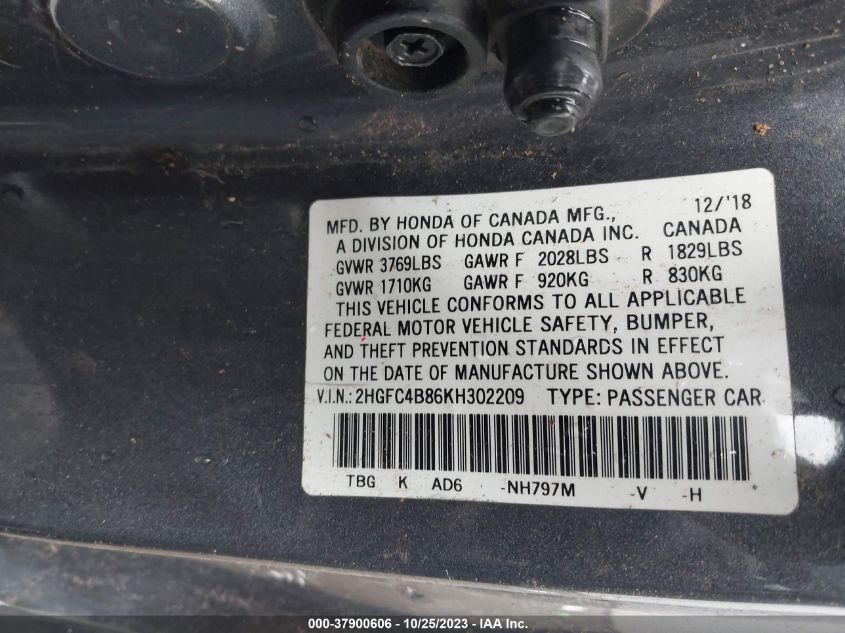 MFD. BY HONDA OF CANADA MFG., 12/'18
A DIVISION OF HONDA CANADA INC. CANADA
GVWR 3769LBS GAWR F 2028LBS R 1829LBS
GVWR 1710KG GAWR F 920KG R 830KG
THIS VEHICLE CONFORMS TO ALL APPLICABLE
FEDERAL MOTOR VEHICLE SAFETY, BUMPER,
AND THEFT PREVENTION STANDARDS IN EFFECT
ON THE DATE OF MANUFACTURE SHOWN ABOVE.
V.I.N.: 2HGFC4B86KH302209 TYPE: PASSENGER CAR
TBG K AD6 -NH797M -V -H
000-37900606 - 10/25/2023 - IAA Inc.